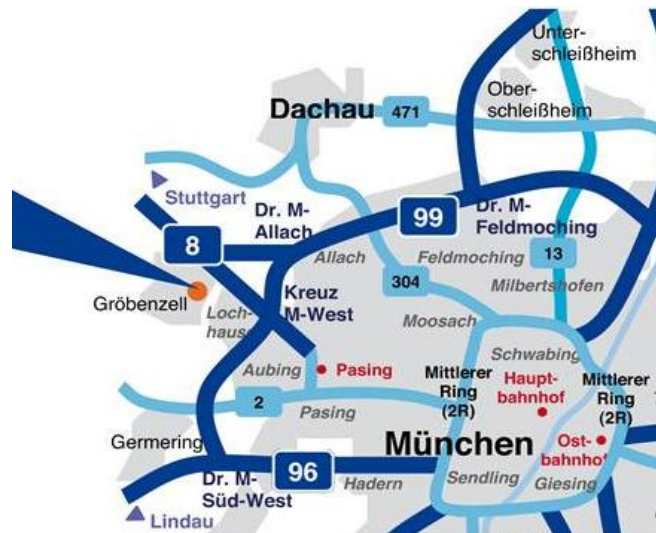 Unter-
schleißheim
Ober-
schleißheim
Dachau
471
Stuttgart
Dr. M-
Allach
99
Dr. M-
Feldmoching
8
Allach
Feldmoching
13
Gröbenzell
Loch-
hause
Kreuz
M-West
304
Milbertshofen
Moosach
Schwabing
Aubing
Pasing
Mittlerer
Ring
(2R)
Haupt-
bahnhof
Mittlerer
Ring
(2R)
2
Pasing
Germering
München
Ost-
bahnhof
96
Dr. M-
Süd-West
Hadern
Sendling
Giesing
Lindau